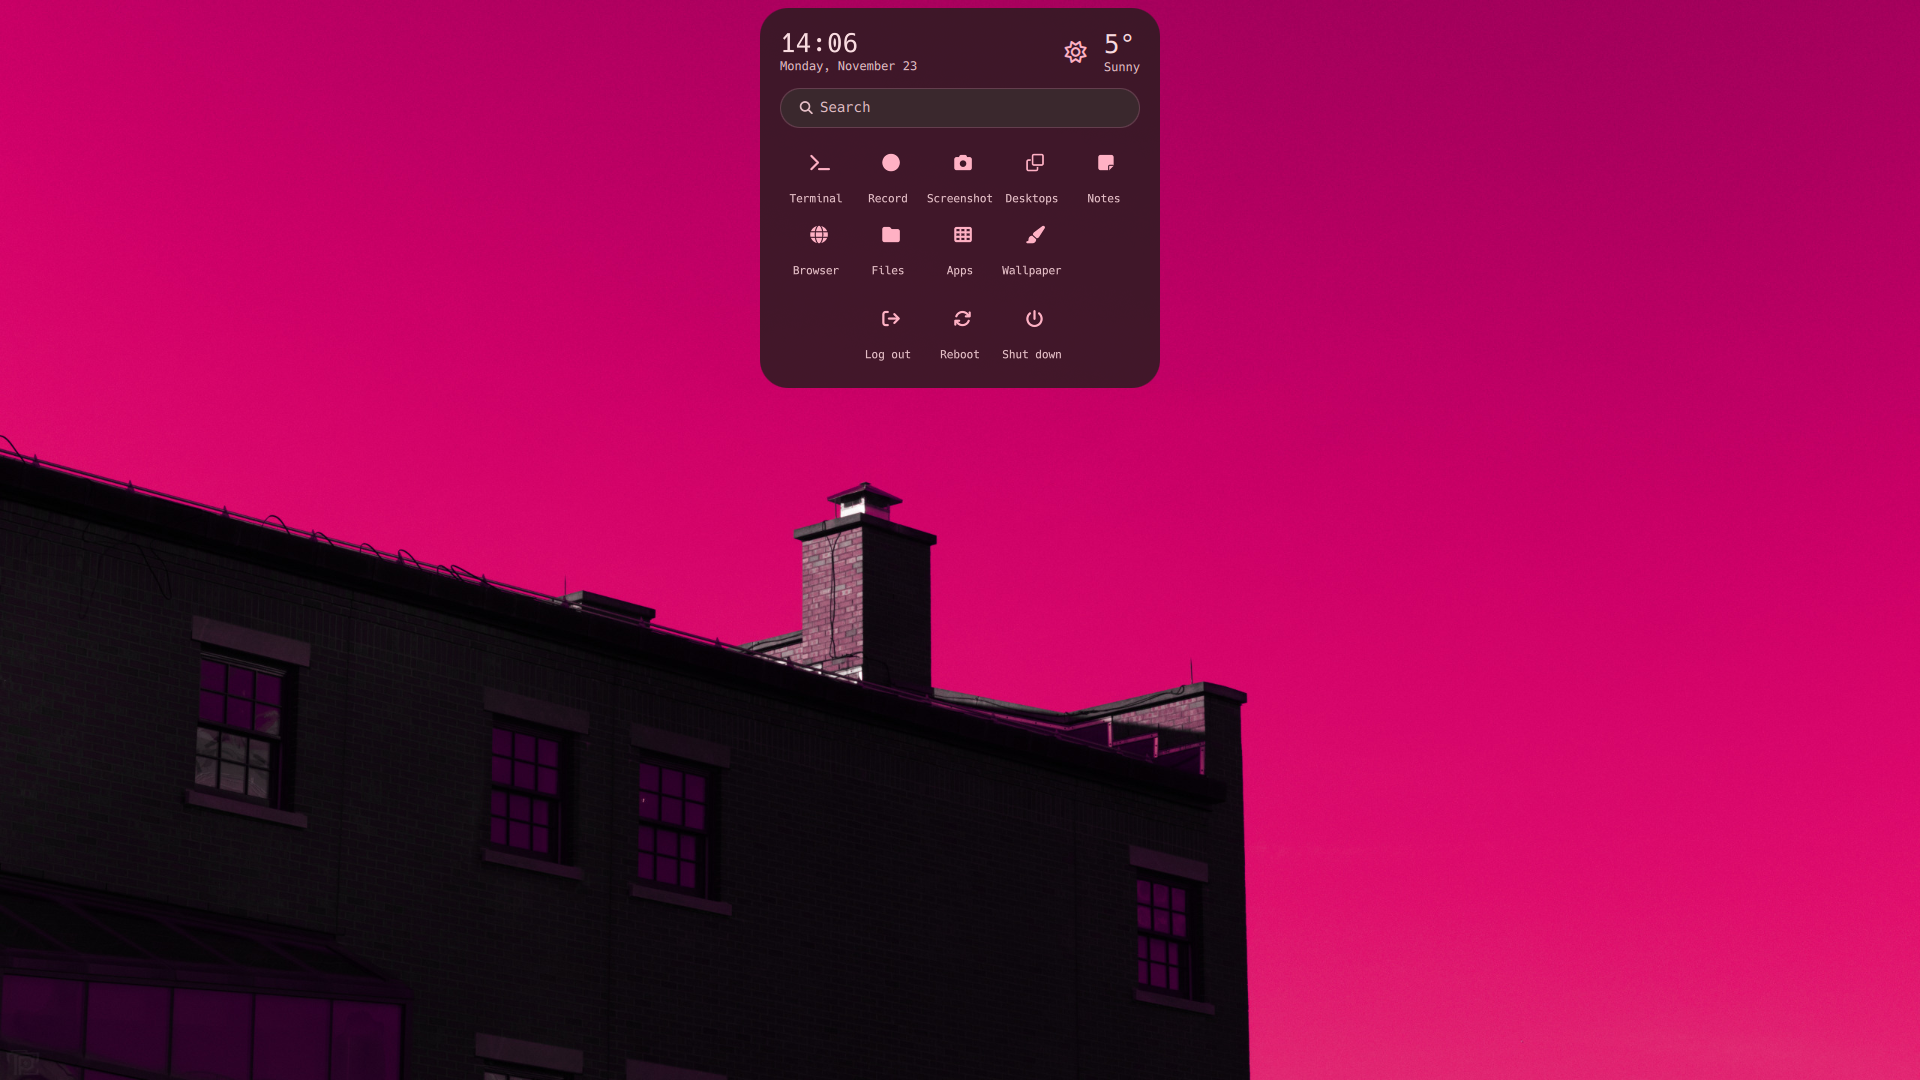 14:06
Monday, November 23
5°
Sunny
Search
Terminal Record Screenshot Desktops Notes
Browser Files Apps Wallpaper
Log out Reboot Shut down